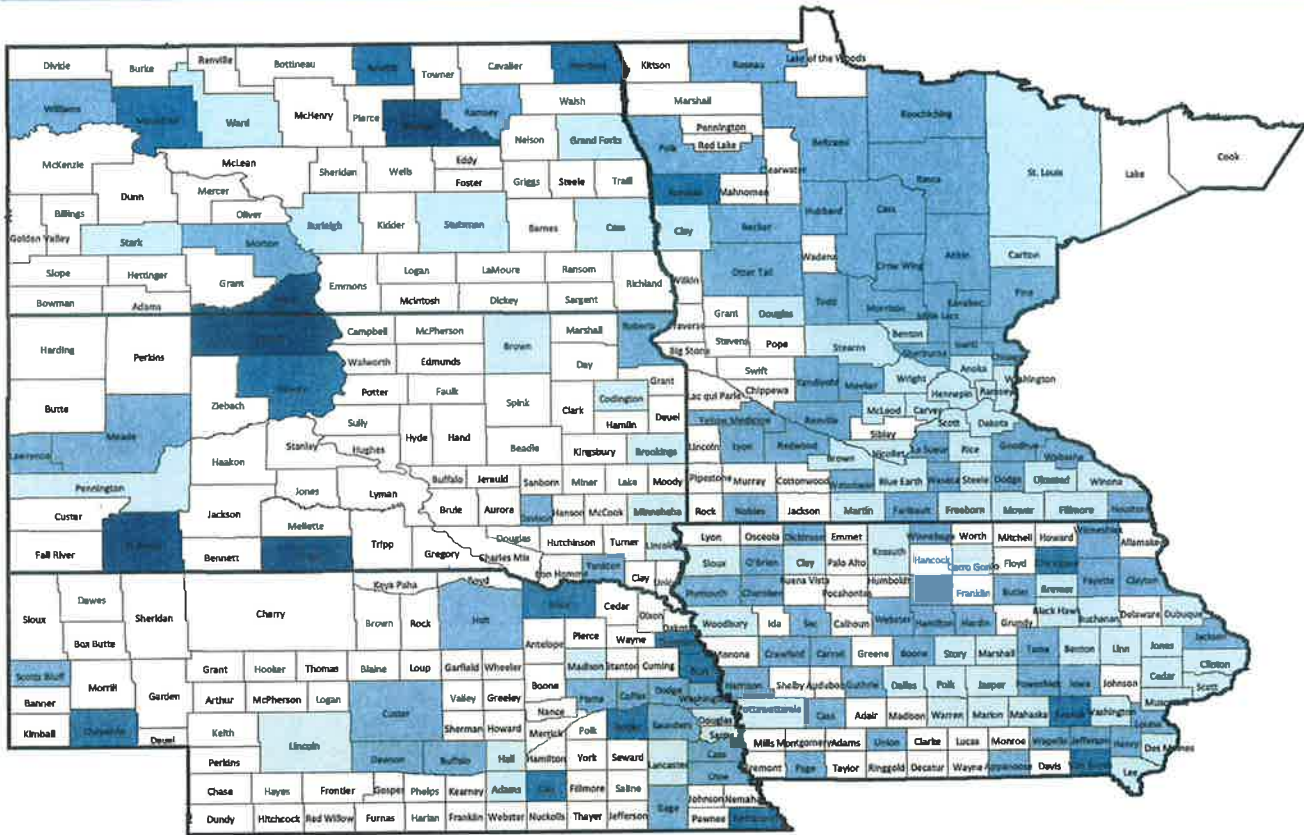 Divide
Burke
Renville
Bottineau
Rolette
Towner
Cavalier
Pembina
Kittson
Roseau
Lake of the Woods
Williams
Mountrail
Ward
McHenry
Pierce
Benson
Ramsey
Walsh
Marshall
Koochiching
Nelson
Grand Forks
Pennington
Red Lake
Polk
Beltrami
Cook
McKenzie
McLean
Sheridan
Wells
Eddy
Foster
Griggs
Steele
Traill
Clearwater
Itasca
St. Louis
Lake
Dunn
Mercer
Oliver
Mahnomen
Billings
Golden Valley
Stark
Morton
Burleigh
Kidder
Stutsman
Barnes
Cass
Clay
Becker
Hubbard
Cass
Wadena
Crow Wing
Aitkin
Carlton
Slope
Hettinger
Grant
Emmons
Logan
LaMoure
Ransom
Richland
Wilkin
Otter Tail
Bowman
Adams
McIntosh
Dickey
Sargent
Todd
Morrison
Kanabec
Pine
Mille Lacs
Harding
Perkins
Campbell
McPherson
Brown
Marshall
Roberts
Traverse
Grant
Douglas
Walworth
Edmunds
Day
Big Stone
Stevens
Pope
Stearns
Benton
Sherburne
Isanti
Butte
Meade
Ziebach
Dewey
Potter
Faulk
Spink
Clark
Codington
Grant
Swift
Chippewa
Kandiyohi
Meeker
Wright
Anoka
Washington
Hennepin
Ramsey
Hamlin
Deuel
Lac qui Parle
Yellow Medicine
Renville
McLeod
Carver
Scott
Dakota
Lawrence
Sully
Hyde
Hand
Beadle
Kingsbury
Brookings
Lincoln
Lyon
Redwood
Sibley
Nicollet
Le Sueur
Rice
Goodhue
Wabasha
Haakon
Stanley
Hughes
Brown
Pennington
Jones
Lyman
Buffalo
Jerauld
Sanborn
Miner
Lake
Moody
Pipestone
Murray
Cottonwood
Watonwan
Blue Earth
Waseca
Steele
Dodge
Olmsted
Winona
Custer
Jackson
Mellette
Brule
Aurora
Davison
Hanson
McCook
Minnehaha
Rock
Nobles
Jackson
Martin
Faribault
Freeborn
Mower
Fillmore
Houston
Fall River
Bennett
Tripp
Gregory
Douglas
Charles Mix
Hutchinson
Turner
Lincoln
Bon Homme
Yankton
Clay
Union
Lyon
Osceola
Dickinson
Emmet
Kossuth
Winnebago
Worth
Mitchell
Howard
Winneshiek
Allamakee
Sioux
O'Brien
Clay
Palo Alto
Hancock
Cerro Gordo
Floyd
Chickasaw
Plymouth
Cherokee
Buena Vista
Pocahontas
Humboldt
Franklin
Butler
Bremer
Fayette
Clayton
Sioux
Dawes
Sheridan
Cherry
Keya Paha
Boyd
Knox
Cedar
Dixon
Dakota
Box Butte
Brown
Rock
Holt
Antelope
Pierce
Wayne
Woodbury
Ida
Sac
Calhoun
Webster
Hamilton
Hardin
Grundy
Black Hawk
Buchanan
Delaware
Dubuque
Scotts Bluff
Morrill
Garden
Grant
Hooker
Thomas
Blaine
Loup
Garfield
Wheeler
Madison
Stanton
Cuming
Burt
Monona
Crawford
Carroll
Greene
Boone
Story
Marshall
Tama
Benton
Linn
Jones
Jackson
Clinton
Banner
Arthur
McPherson
Logan
Custer
Valley
Greeley
Boone
Nance
Platte
Colfax
Dodge
Washington
Harrison
Shelby
Audubon
Guthrie
Dallas
Polk
Jasper
Poweshiek
Iowa
Johnson
Cedar
Scott
Kimball
Cheyenne
Deuel
Keith
Lincoln
Sherman
Howard
Merrick
Polk
Butler
Saunders
Douglas
Sarpy
Pottawattamie
Cass
Adair
Madison
Warren
Marion
Mahaska
Keokuk
Washington
Louisa
Perkins
Dawson
Buffalo
Hall
Hamilton
York
Seward
Lancaster
Cass
Otoe
Mills
Montgomery
Adams
Union
Clarke
Lucas
Monroe
Wapello
Jefferson
Henry
Des Moines
Chase
Hayes
Frontier
Gosper
Phelps
Kearney
Adams
Clay
Fillmore
Saline
Gage
Johnson
Nemaha
Fremont
Page
Taylor
Ringgold
Decatur
Wayne
Appanoose
Davis
Van Buren
Lee
Dundy
Hitchcock
Red Willow
Furnas
Harlan
Franklin
Webster
Nuckolls
Thayer
Jefferson
Pawnee
Richardson